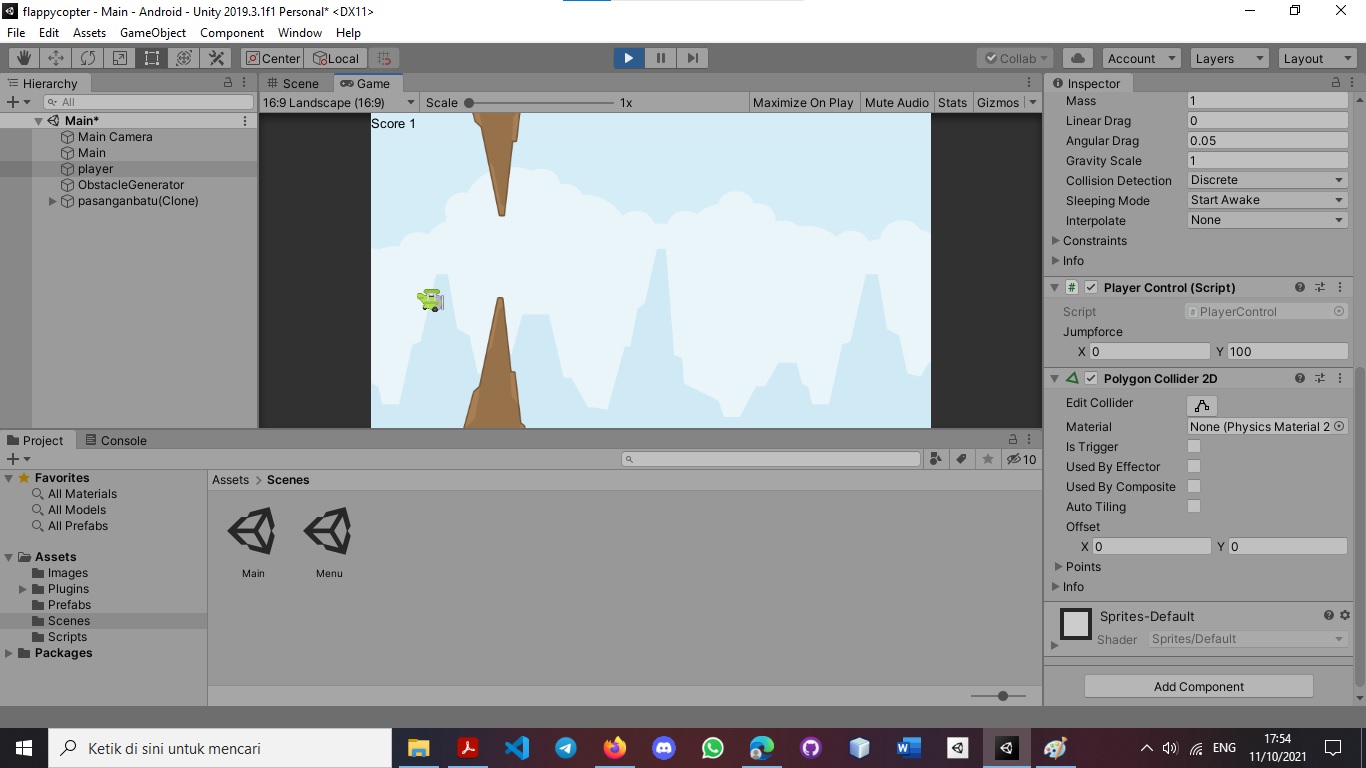 flappycopter - Main - Android - Unity 2019.3.1f1 Personal* <DX11>
File Edit Assets GameObject Component Window Help
Center Local Collab Account Layers Layout
Hierarchy
All
Main*
Main Camera
Main
player
ObstacleGenerator
pasanganbatu(Clone)
Scene Game
16:9 Landscape (16:9) Scale 1x Maximize On Play Mute Audio Stats Gizmos
Score 1
Inspector
Mass 1
Linear Drag 0
Angular Drag 0.05
Gravity Scale 1
Collision Detection Discrete
Sleeping Mode Start Awake
Interpolate None
Constraints
Info
# Player Control (Script)
Script # PlayerControl
Jumpforce
X 0 Y 100
Polygon Collider 2D
Edit Collider
Material None (Physics Material 2
Is Trigger
Used By Effector
Used By Composite
Auto Tiling
Offset
X 0 Y 0
Points
Info
Sprites-Default
Shader Sprites/Default
Add Component
Project Console
10
Favorites
All Materials
All Models
All Prefabs
Assets
Images
Plugins
Prefabs
Scenes
Scripts
Packages
Assets > Scenes
Main Menu
Ketik di sini untuk mencari
ENG
17:54
11/10/2021